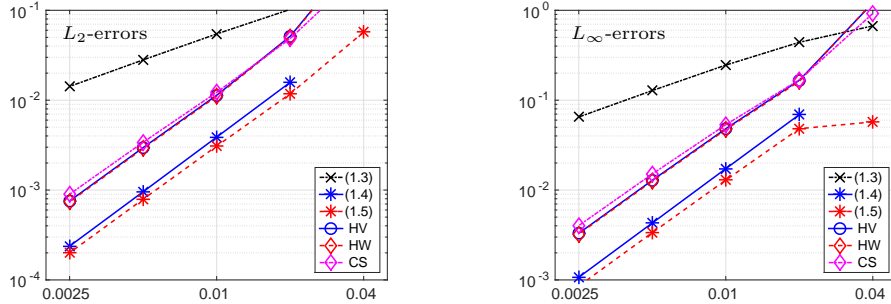 10^-1
L₂-errors
10^-2
10^-3
10^-4
0.0025
0.01
0.04
(1.3)
(1.4)
(1.5)
HV
HW
CS
10^0
L∞-errors
10^-1
10^-2
10^-3
0.0025
0.01
0.04
(1.3)
(1.4)
(1.5)
HV
HW
CS